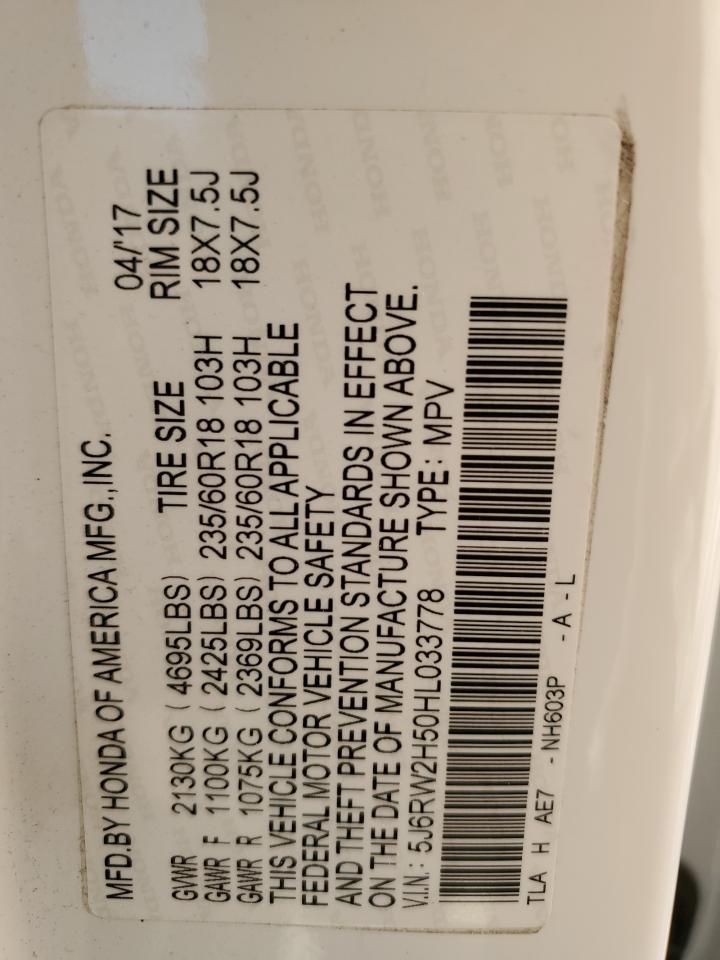 MFD.BY HONDA OF AMERICA MFG.,INC. 04/'17
TIRE SIZE RIM SIZE
GVWR 2130KG ( 4695LBS)
GAWR F 1100KG ( 2425LBS) 235/60R18 103H 18X7.5J
GAWR R 1075KG ( 2369LBS) 235/60R18 103H 18X7.5J
THIS VEHICLE CONFORMS TO ALL APPLICABLE
FEDERAL MOTOR VEHICLE SAFETY
AND THEFT PREVENTION STANDARDS IN EFFECT
ON THE DATE OF MANUFACTURE SHOWN ABOVE.
V.I.N.: 5J6RW2H50HL033778 TYPE: MPV
TLA H AE7 - NH603P - A - L
HONDA